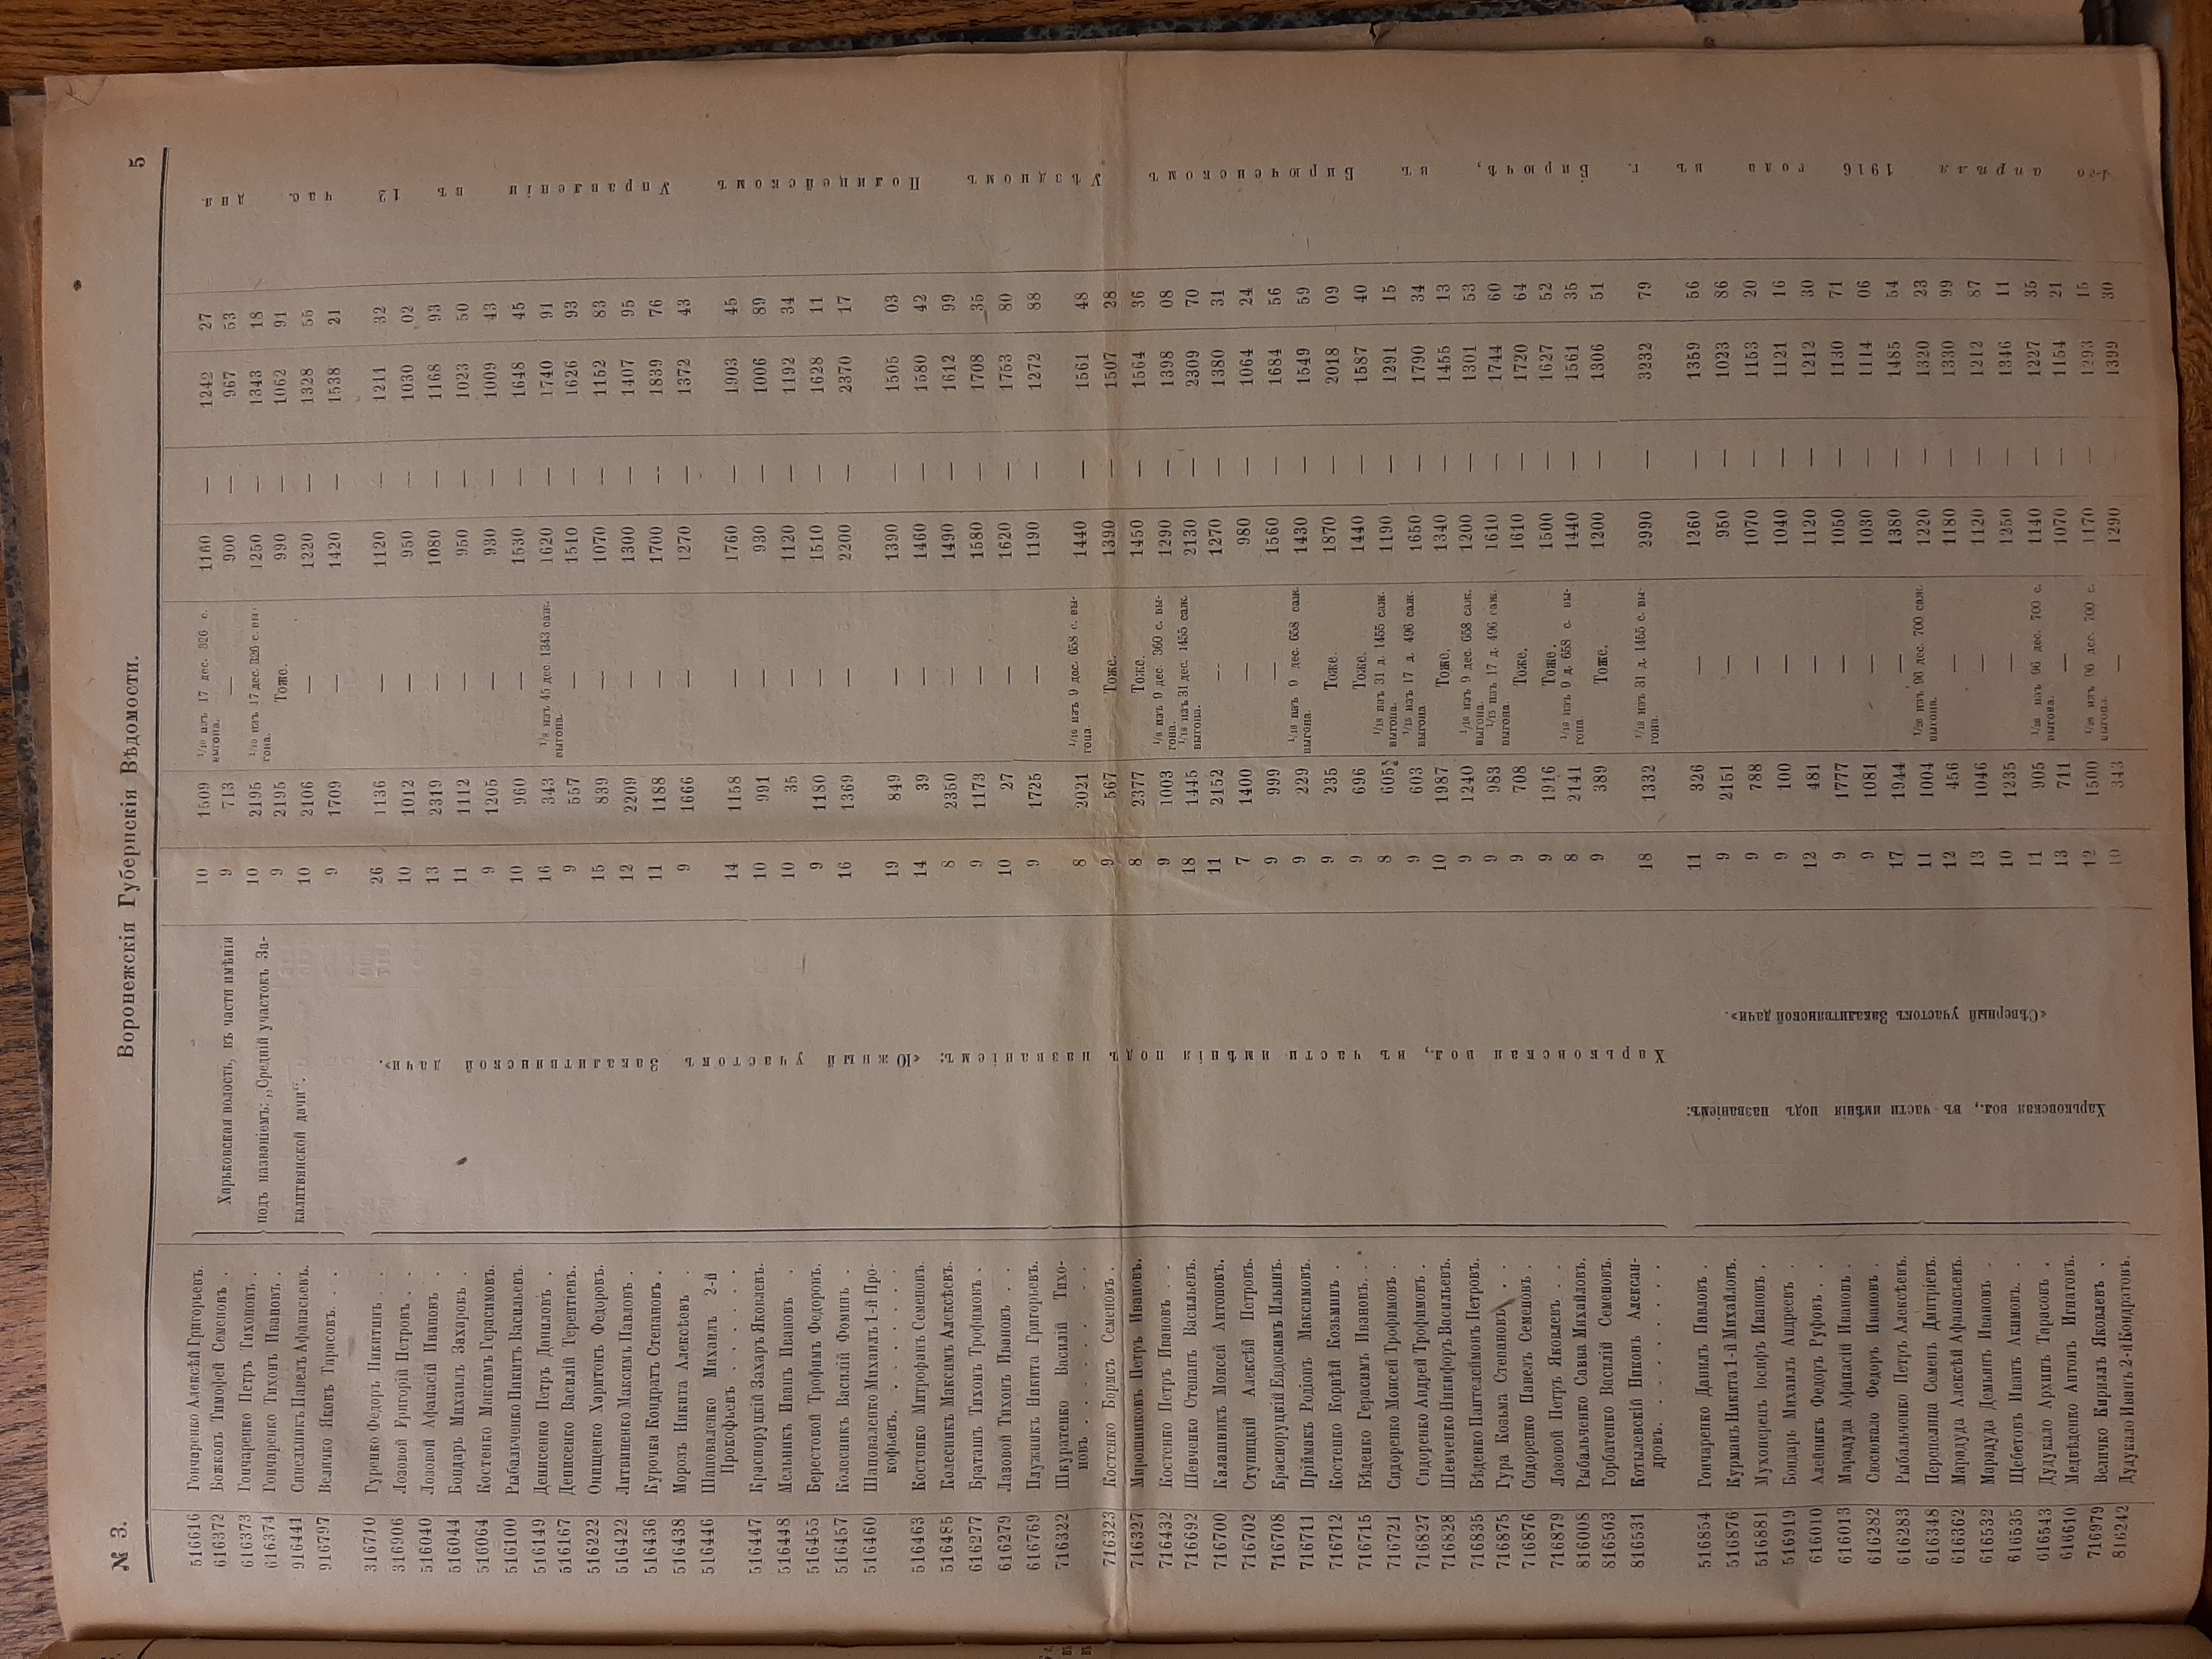 № 3.
Воронежскія Губернскія Вѣдомости.
5
516616 Гончаренко Алексѣй Григорьевъ. 10 1509 1/10 изъ 17 дес. 326 с. выгона. 1160 — 1242 27
616372 Божковъ Тимофей Семеновъ . 9 713 — 900 — 967 53
616373 Гончаренко Петръ Тихоновъ . 10 2195 1/10 изъ 17 дес. 326 с. выгона. 1250 — 1343 18
616374 Гончаренко Тихонъ Ивановъ . 9 2195 Тоже. 990 — 1062 91
916441 Синельникъ Павелъ Афанасьевъ. 10 2106 — 1220 — 1328 55
916797 Величко Яковъ Тарасовъ. . . 9 1709 — 1420 — 1538 21
Харьковская волость, въ части имѣнія
подъ названіемъ: „Средній участокъ За-
калитвянской дачи“.
316710 Гуренко Федоръ Никитинъ . . 26 1136 — 1120 — 1211 32
316906 Лозовой Григорій Петровъ . . 10 1012 — 950 — 1030 02
516040 Лозовой Афанасій Ивановъ . 13 2319 — 1080 — 1168 93
516044 Бондарь Михаилъ Захаровъ . 11 1112 — 950 — 1023 50
516064 Костенко Максимъ Герасимовъ. 9 1205 — 930 — 1009 43
516100 Рыбальченко Никитъ Васильевъ. 10 960 — 1530 — 1648 45
516149 Денисенко Петръ Даниловъ . 16 343 1/8 изъ 45 дес. 1343 саж. выгона. 1620 — 1740 91
516167 Денисенко Василій Терентіевъ. 9 557 — 1510 — 1626 93
516222 Онищенко Харитонъ Федоровъ. 15 839 — 1070 — 1152 83
516422 Литвиненко Максимъ Павловъ . 12 2209 — 1300 — 1407 95
516436 Курочка Кондратъ Степановъ . 11 1188 — 1700 — 1839 76
516438 Морозъ Никита Алексѣевъ . 9 1666 — 1270 — 1372 43
516446 Шаповаленко Михаилъ 2-й
Прокофьевъ . . . . . . 14 1158 — 1760 — 1903 45
516447 Красноруцкій Захаръ Яковлевъ. 10 991 — 930 — 1006 89
516448 Мельникъ Иванъ Ивановъ . 10 35 — 1120 — 1192 34
516455 Берестовой Трофимъ Федоровъ. 9 1180 — 1510 — 1628 11
516457 Колесникъ Василій Фоминъ . 16 1369 — 2200 — 2370 17
516460 Шаповаленко Михаилъ 1-й Про-
кофьевъ. . . . . . . . 19 849 — 1390 — 1505 03
516463 Костенко Митрофанъ Семеновъ. 14 39 — 1460 — 1580 42
516485 Колесникъ Максимъ Алексѣевъ. 8 2350 — 1490 — 1612 99
616277 Браташъ Тихонъ Трофимовъ . 9 1173 — 1580 — 1708 35
616279 Лазовой Тихонъ Ивановъ . . 10 27 — 1620 — 1753 80
616769 Плужникъ Никита Григорьевъ. 9 1725 — 1190 — 1272 88
716322 Шкуратенко Василій Тихо-
новъ . . . . . . . . 8 2021 1/16 изъ 9 дес. 658 с. выгона. 1440 — 1561 48
716323 Костенко Борисъ Семеновъ . 9 567 Тоже. 1390 — 1507 28
716327 Мирошниковъ Петръ Ивановъ. 8 2377 Тоже. 1450 — 1564 36
716432 Костенко Петръ Ивановъ . . 9 1003 1/8 изъ 9 дес. 360 с. выгона. 1290 — 1398 08
716692 Шевченко Степанъ Васильевъ. 18 1445 1/18 изъ 31 дес. 1455 саж. выгона. 2130 — 2309 70
716700 Калашникъ Моисей Антоновъ. 11 2152 — 1270 — 1380 31
716702 Ступицкій Алексѣй Петровъ. 7 1400 — 980 — 1064 24
716708 Красноруцкій Евдокимъ Ильинъ. 9 999 — 1560 — 1684 56
716711 Пріймакъ Родіонъ Максимовъ. 9 229 1/16 изъ 9 дес. 658 саж. выгона. 1430 — 1549 59
716712 Костенко Корнѣй Козьминъ . 9 235 Тоже. 1870 — 2018 09
716715 Бѣденко Герасимъ Ивановъ. . 9 696 Тоже. 1440 — 1587 40
716721 Сидоренко Моисей Трофимовъ . 8 605 1/18 изъ 31 д. 1455 саж. выгона. 1190 — 1291 15
716827 Сидоренко Андрей Трофимовъ . 9 603 1/15 изъ 17 д. 496 саж. выгона 1650 — 1790 34
716828 Шевченко Никифоръ Васильевъ. 10 1987 Тоже. 1340 — 1455 13
716835 Бѣденко Пантелеймонъ Петровъ. 9 1240 1/16 изъ 9 дес. 658 саж. выгона. 1200 — 1301 53
716875 Гура Козьма Степановъ . . 9 983 1/15 изъ 17 д. 496 саж. выгона. 1610 — 1744 60
716876 Сидоренко Павелъ Семеновъ . 9 708 Тоже. 1610 — 1720 64
716879 Лозовой Петръ Яковлевъ . . 9 1916 Тоже. 1500 — 1627 52
816008 Рыбальченко Савва Михайловъ. 8 2141 1/16 изъ 9 д. 658 с. выгона. 1440 — 1561 35
816503 Горбатенко Василій Семеновъ. 9 389 Тоже. 1200 — 1306 51
816531 Котылевскій Никонъ Алексан-
дровъ. . . . . . . . . 18 1332 1/18 изъ 31 д. 1455 с. выгона. 2990 — 3232 79
Харьковская вол., въ части имѣнія подъ названіемъ: «Южный участокъ Закалитвянской дачи».
516854 Гончаренко Данилъ Павловъ . 11 326 — 1260 — 1359 56
516876 Курманъ Никита 1-й Михайловъ. 9 2151 — 950 — 1023 86
516881 Мухоперецъ Іосифъ Ивановъ . 9 788 — 1070 — 1153 20
516919 Бондарь Михаилъ Андреевъ . 9 100 — 1040 — 1121 16
616010 Алейникъ Федоръ Руфовъ . . 12 481 — 1120 — 1212 30
616013 Марадуда Афанасій Ивановъ . 9 1777 — 1050 — 1130 71
616282 Сюсюкало Федоръ Ивановъ . 9 1081 — 1030 — 1114 06
616283 Рыбальченко Петръ Алексѣевъ. 17 1944 — 1380 — 1485 54
616348 Перепелица Семенъ Дмитріевъ. 11 1004 1/26 изъ 96 дес. 700 саж. выгона. 1220 — 1320 23
616362 Марадуда Алексѣй Афанасьевъ. 12 456 — 1180 — 1330 99
616532 Марадуда Демьянъ Ивановъ . 13 1046 — 1120 — 1212 87
616535 Щебетовъ Иванъ Акимовъ. . 10 1235 — 1250 — 1346 11
616543 Дудукало Архипъ Тарасовъ . 11 905 изъ 96 дес. 700 с. выгона. 1140 — 1227 35
616610 Медвѣденко Антонъ Игнатовъ. 13 711 — 1070 — 1154 21
716979 Величко Кириллъ Яковлевъ . 12 1500 изъ 96 дес. 700 с. выгона. 1170 — 1293 15
816242 Дудукало Иванъ 2-й Кондратовъ. 10 343 — 1290 1399 30
Харьковская вол., въ части имѣнія подъ названіемъ:
«Сѣверный участокъ Закалитвянской дачи».
4-го апрѣля 1916 года въ г. Бирючѣ, въ Бирюченскомъ Уѣздномъ Полицейскомъ Управленіи въ 12 час. дня.